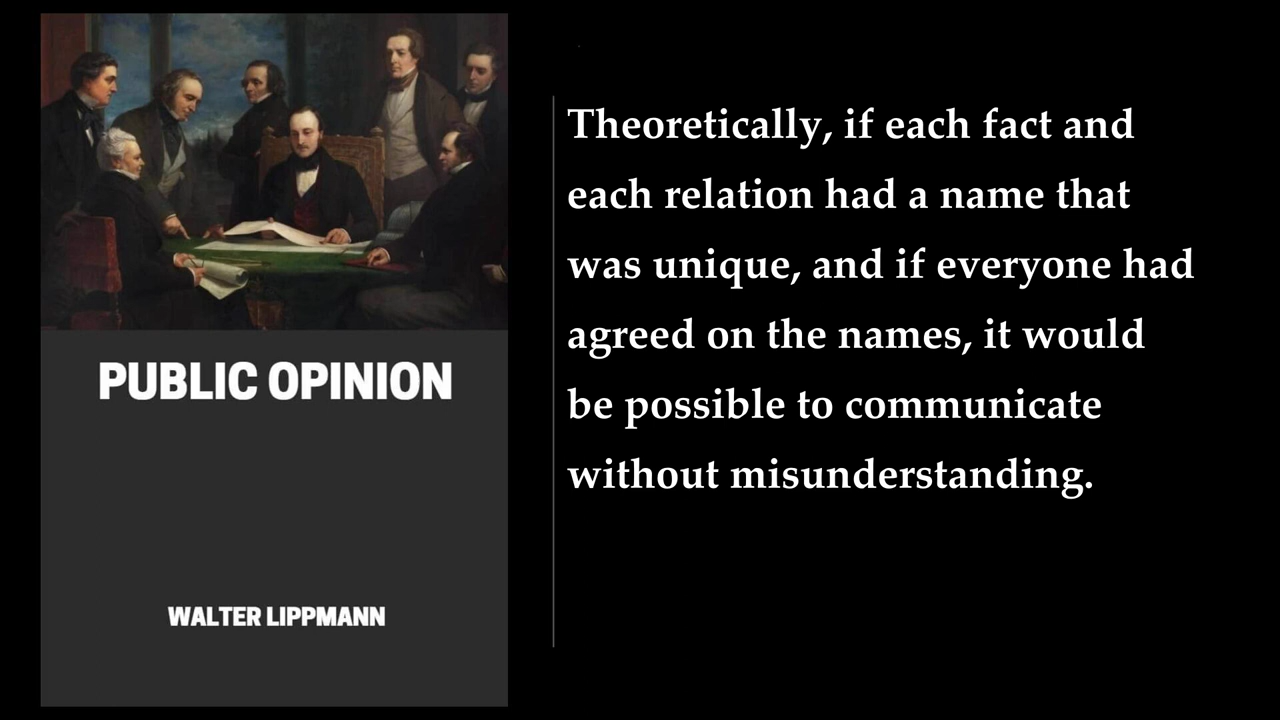 PUBLIC OPINION
WALTER LIPPMANN
Theoretically, if each fact and
each relation had a name that
was unique, and if everyone had
agreed on the names, it would
be possible to communicate
without misunderstanding.